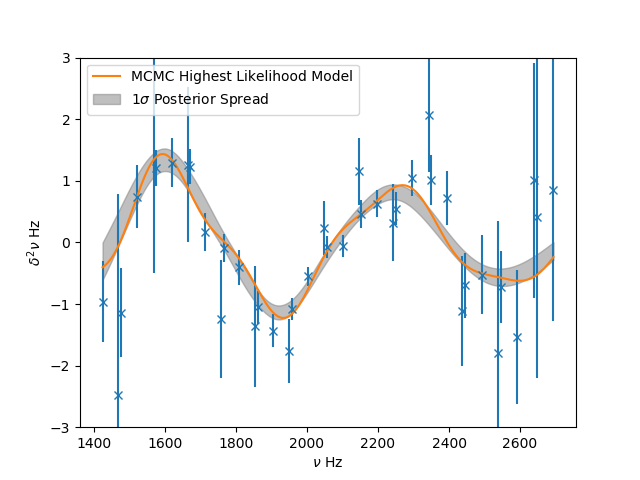 MCMC Highest Likelihood Model
1σ Posterior Spread
3
2
1
0
−1
−2
−3
δ²ν Hz
1400 1600 1800 2000 2200 2400 2600
ν Hz